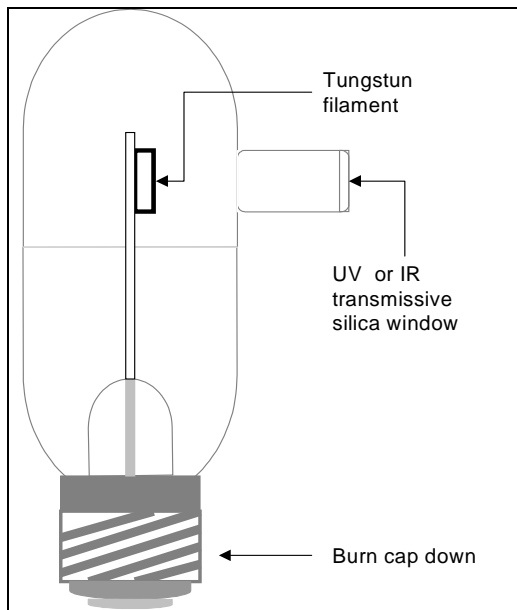 Tungstun
filament
UV or IR
transmissive
silica window
Burn cap down